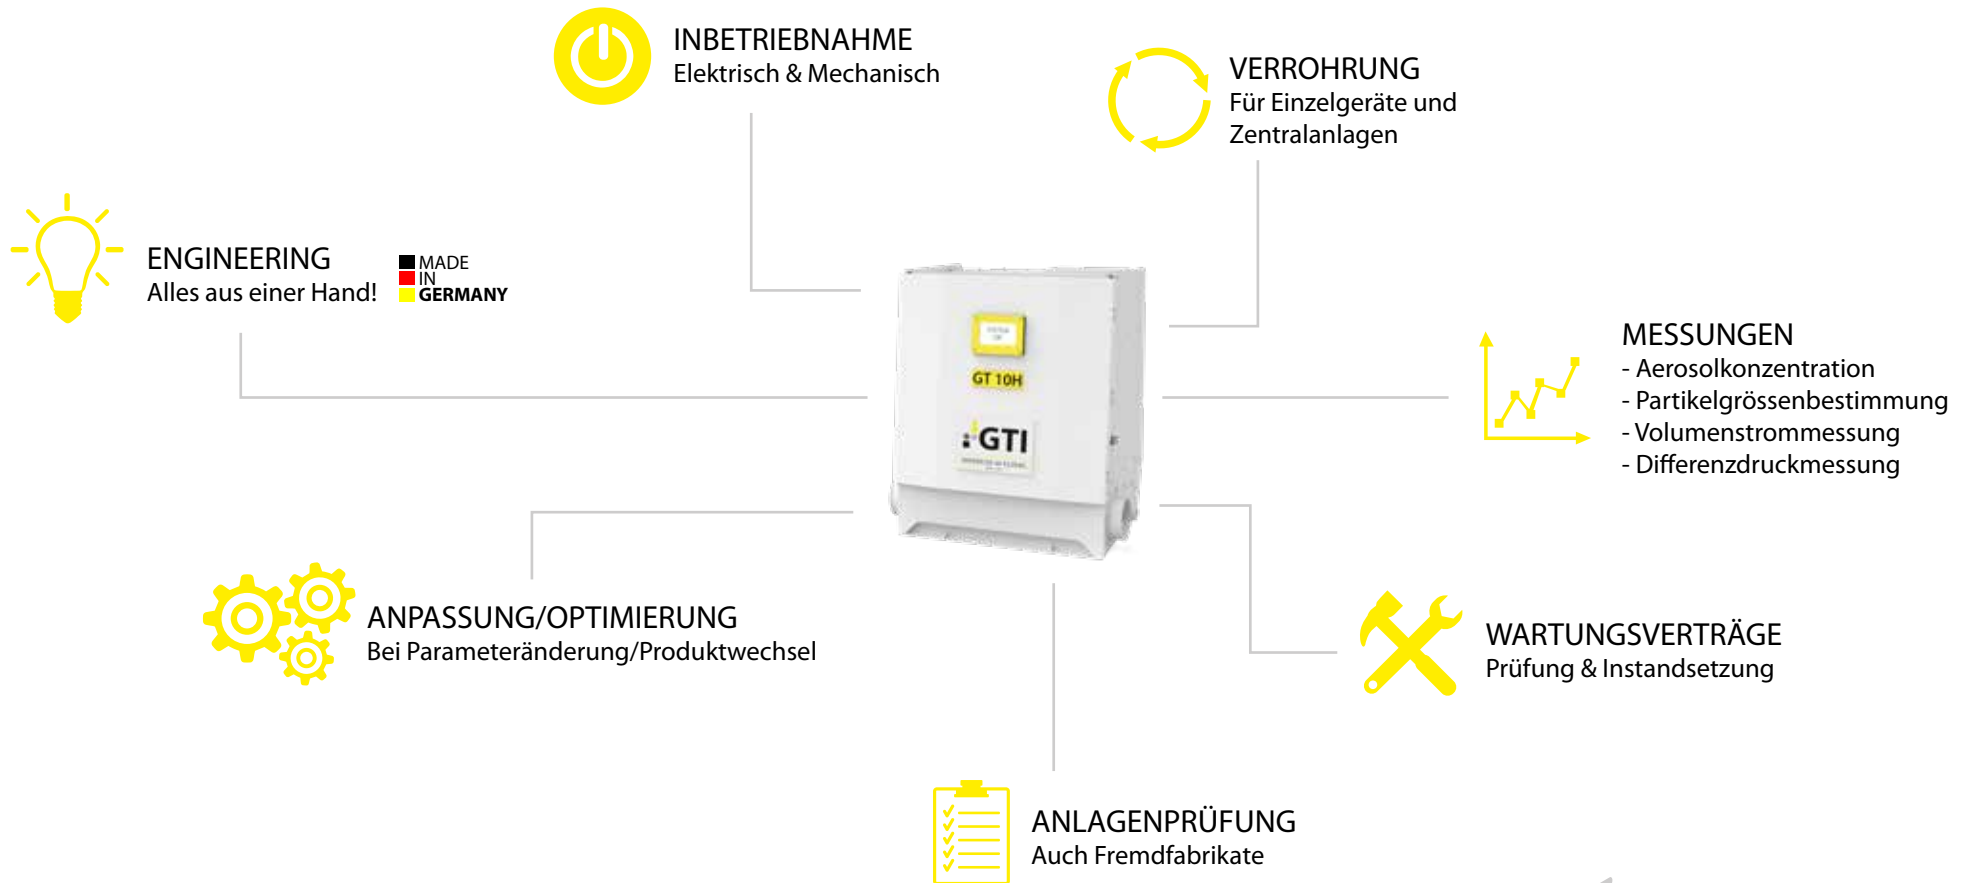 INBETRIEBNAHME
Elektrisch & Mechanisch
VERROHRUNG
Für Einzelgeräte und
Zentralanlagen
ENGINEERING
Alles aus einer Hand!
MADE
IN
GERMANY
GT 10H
GTI
MESSUNGEN
- Aerosolkonzentration
- Partikelgrössenbestimmung
- Volumenstrommessung
- Differenzdruckmessung
ANPASSUNG/OPTIMIERUNG
Bei Parameteränderung/Produktwechsel
WARTUNGSVERTRÄGE
Prüfung & Instandsetzung
ANLAGENPRÜFUNG
Auch Fremdfabrikate